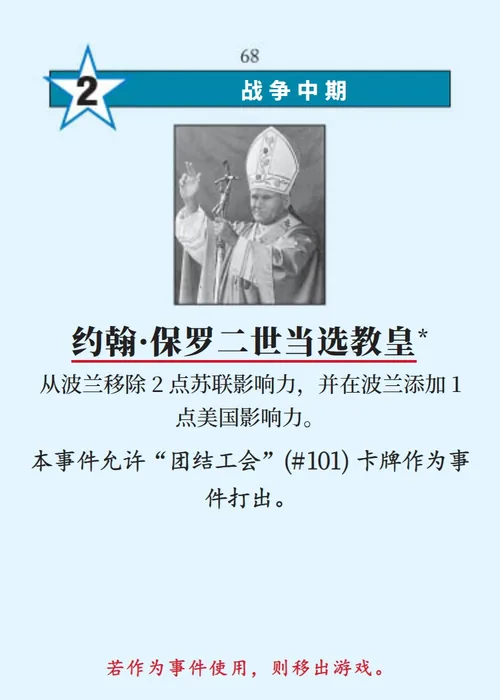 68
2
战争中期
约翰·保罗二世当选教皇*
从波兰移除 2 点苏联影响力，并在波兰添加 1
点美国影响力。
本事件允许“团结工会”(#101) 卡牌作为事
件打出。
若作为事件使用，则移出游戏。